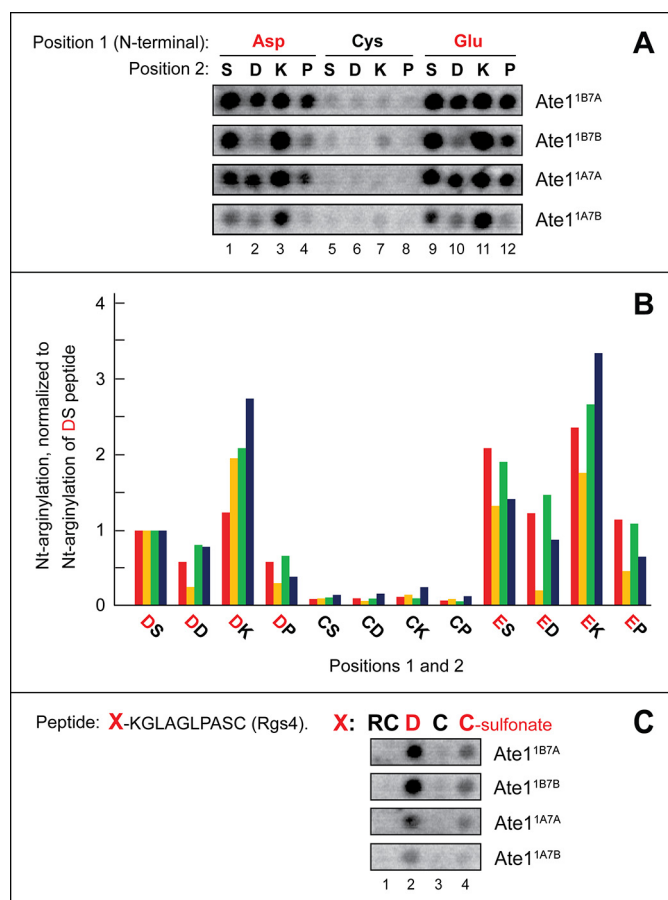 A
Position 1 (N-terminal): Asp Cys Glu
Position 2: S D K P S D K P S D K P
Ate1^1B7A
Ate1^1B7B
Ate1^1A7A
Ate1^1A7B
1 2 3 4 5 6 7 8 9 10 11 12
B
Nt-arginylation, normalized to
Nt-arginylation of DS peptide
4
3
2
1
0
DS DD DK DP CS CD CK CP ES ED EK EP
Positions 1 and 2
C
Peptide: X-KGLAGLPASC (Rgs4). X: RC D C C-sulfonate
Ate1^1B7A
Ate1^1B7B
Ate1^1A7A
Ate1^1A7B
1 2 3 4